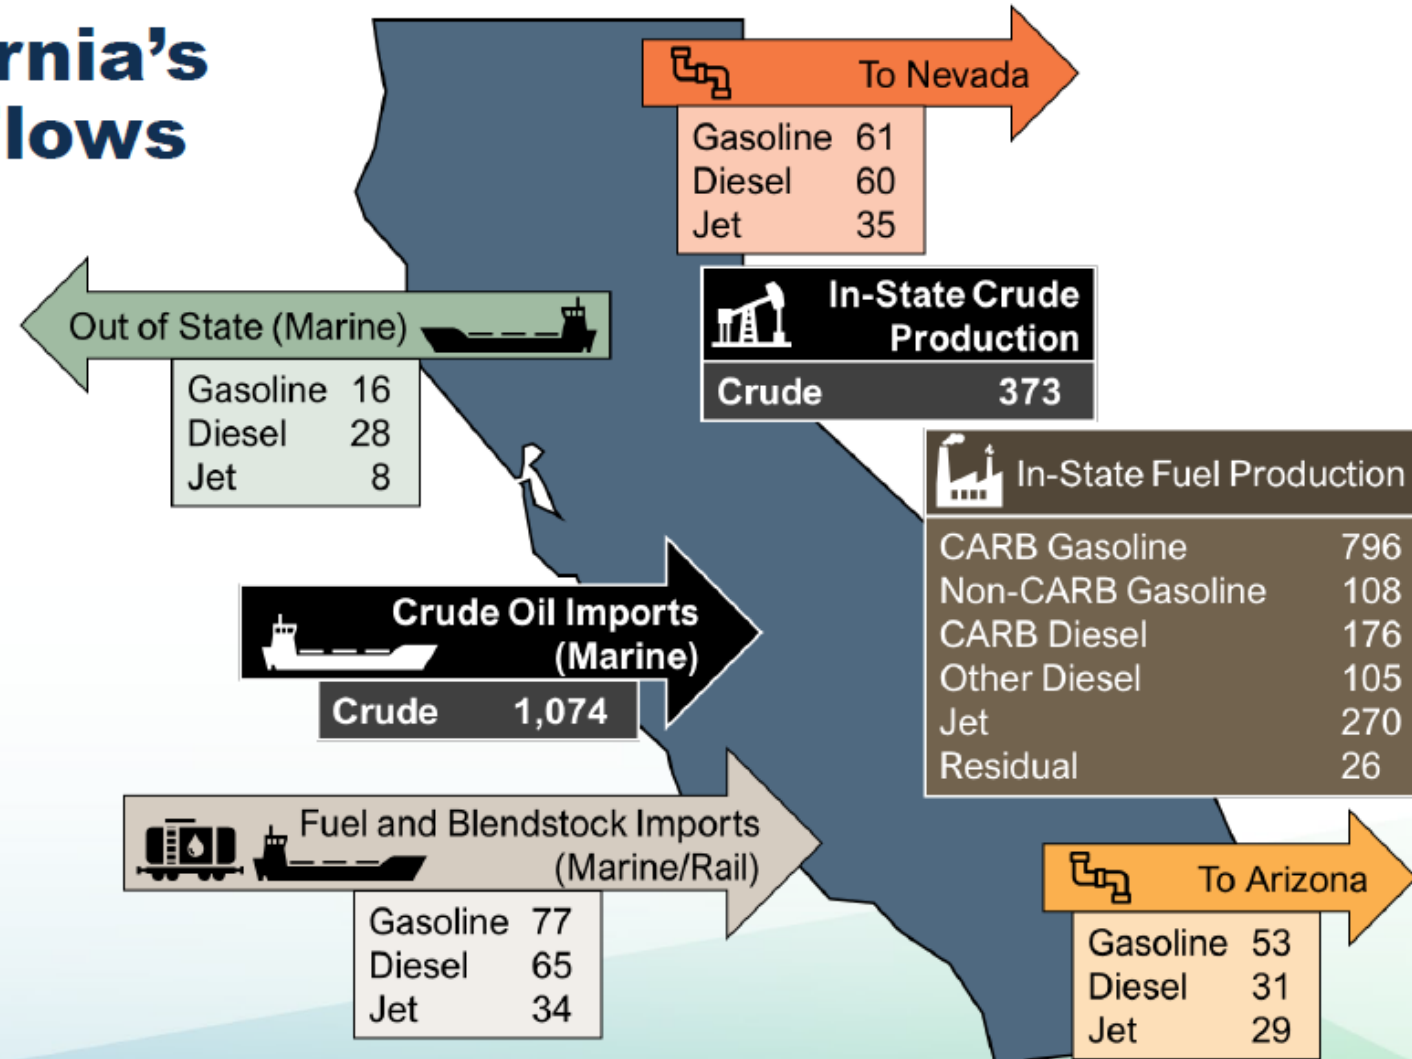 rnia’s
lows
To Nevada
Gasoline 61
Diesel 60
Jet 35
Out of State (Marine)
Gasoline 16
Diesel 28
Jet 8
In-State Crude
Production
Crude 373
In-State Fuel Production
CARB Gasoline 796
Non-CARB Gasoline 108
CARB Diesel 176
Other Diesel 105
Jet 270
Residual 26
Crude Oil Imports
(Marine)
Crude 1,074
Fuel and Blendstock Imports
(Marine/Rail)
Gasoline 77
Diesel 65
Jet 34
To Arizona
Gasoline 53
Diesel 31
Jet 29